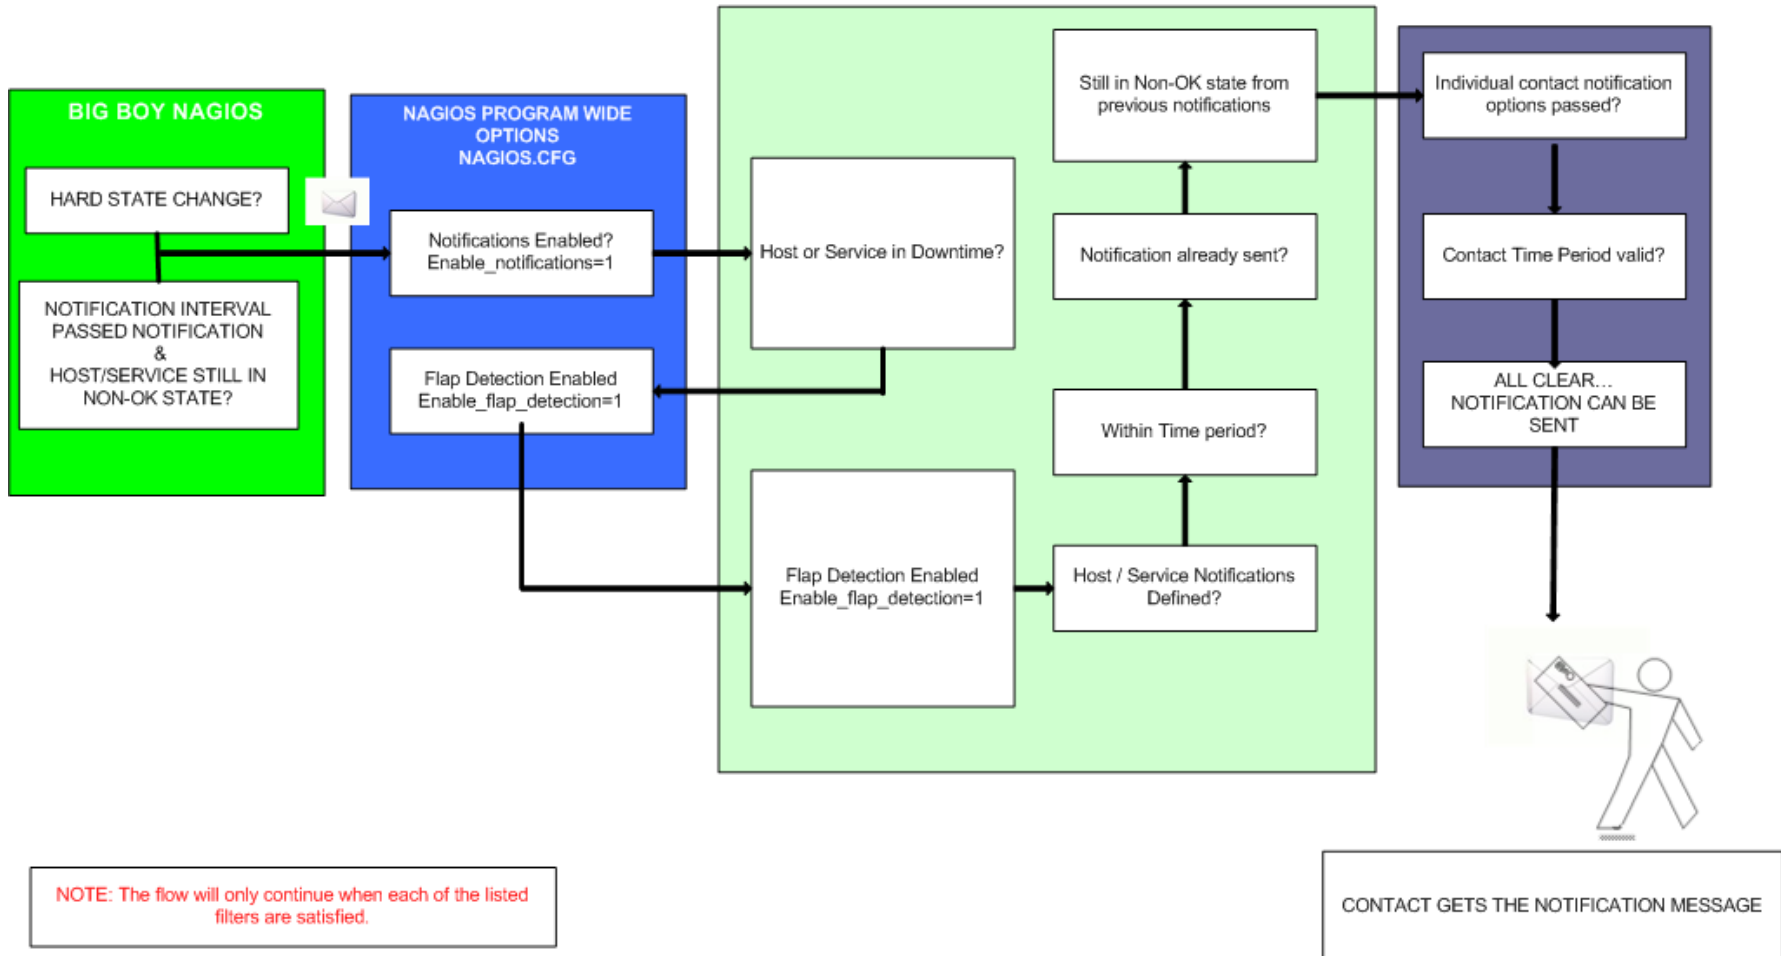 BIG BOY NAGIOS
HARD STATE CHANGE?
NOTIFICATION INTERVAL
PASSED NOTIFICATION
&
HOST/SERVICE STILL IN
NON-OK STATE?
NAGIOS PROGRAM WIDE
OPTIONS
NAGIOS.CFG
Notifications Enabled?
Enable_notifications=1
Flap Detection Enabled
Enable_flap_detection=1
Host or Service in Downtime?
Flap Detection Enabled
Enable_flap_detection=1
Still in Non-OK state from
previous notifications
Notification already sent?
Within Time period?
Host / Service Notifications
Defined?
Individual contact notification
options passed?
Contact Time Period valid?
ALL CLEAR...
NOTIFICATION CAN BE
SENT
NOTE: The flow will only continue when each of the listed
filters are satisfied.
CONTACT GETS THE NOTIFICATION MESSAGE